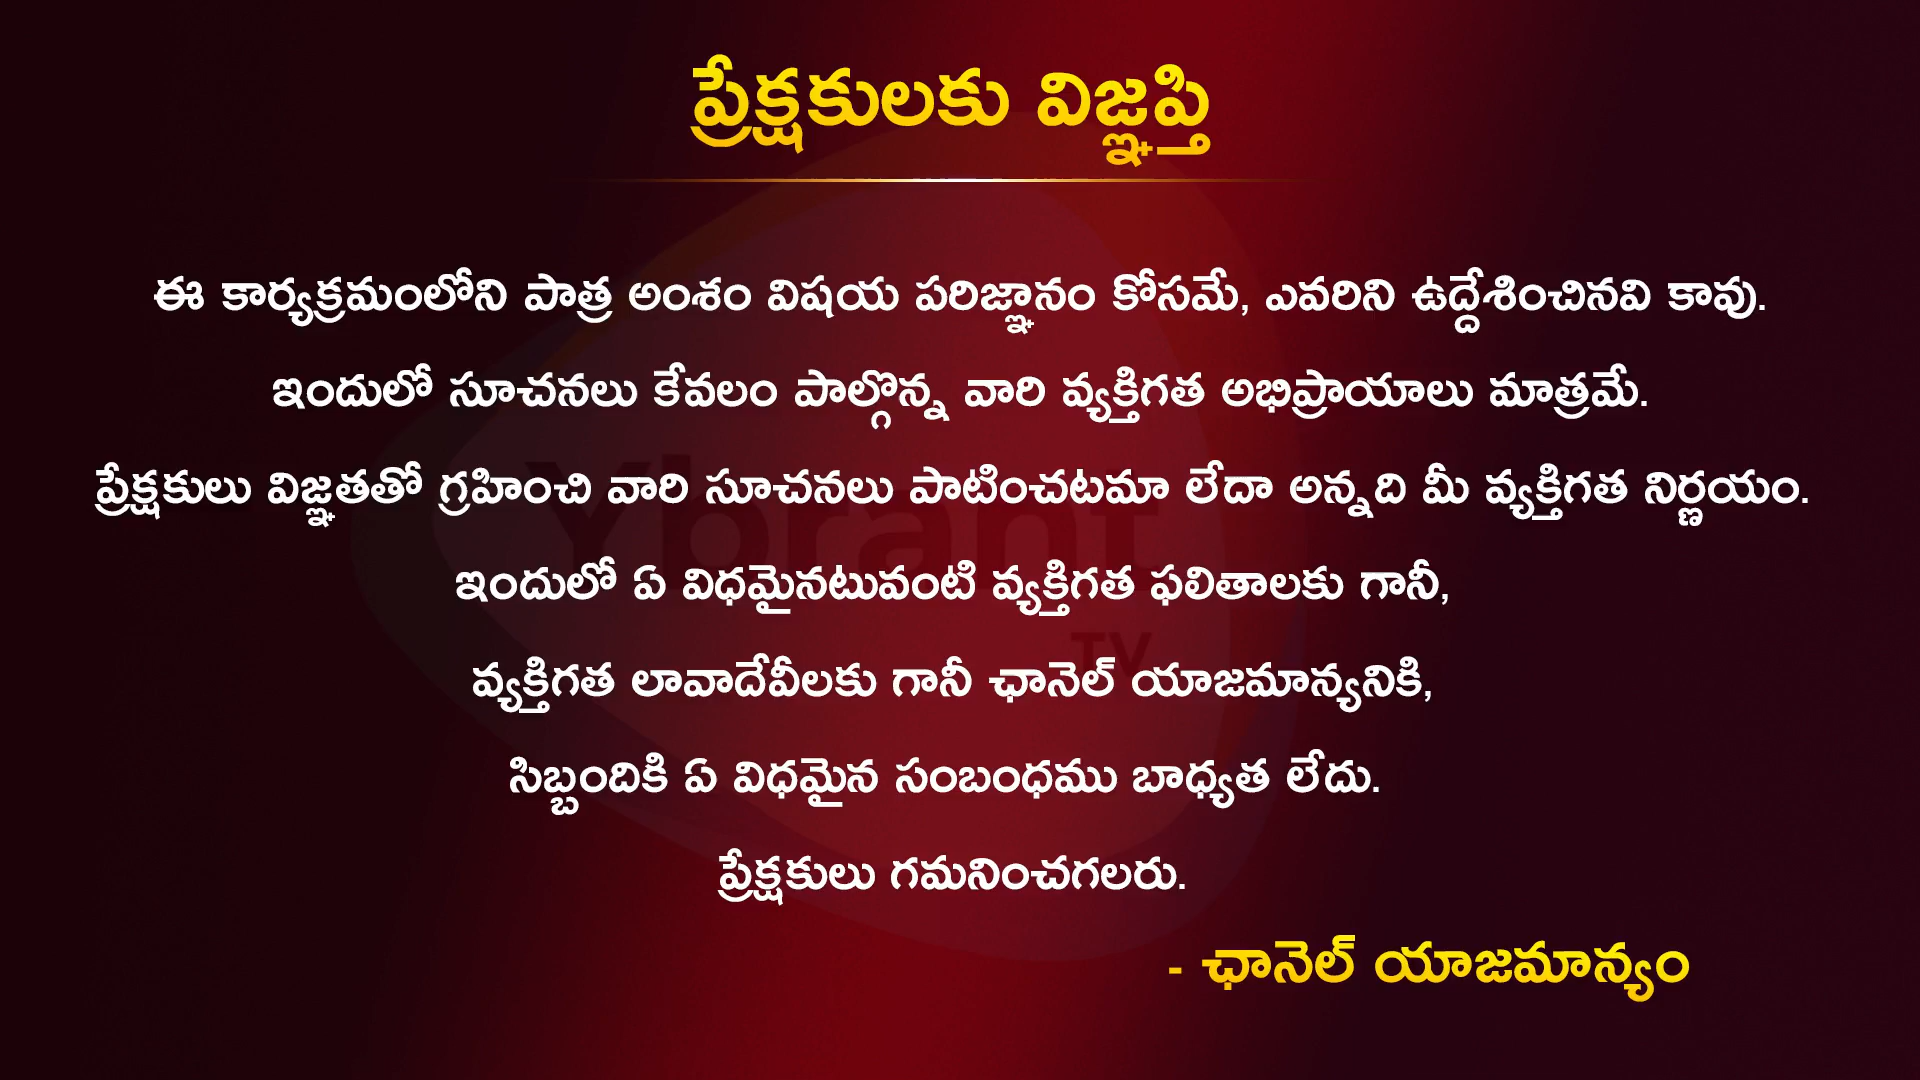 ప్రేక్షకులకు విజ్ఞప్తి
ఈ కార్యక్రమంలోని పాత్ర అంశం విషయ పరిజ్ఞానం కోసమే, ఎవరిని ఉద్దేశించినవి కావు.
ఇందులో సూచనలు కేవలం పాల్గొన్న వారి వ్యక్తిగత అభిప్రాయాలు మాత్రమే.
ప్రేక్షకులు విజ్ఞతతో గ్రహించి వారి సూచనలు పాటించటమా లేదా అన్నది మీ వ్యక్తిగత నిర్ణయం.
Ybrant
ఇందులో ఏ విధమైనటువంటి వ్యక్తిగత ఫలితాలకు గానీ,
TV
వ్యక్తిగత లావాదేవీలకు గానీ ఛానెల్ యాజమాన్యనికి,
సిబ్బందికి ఏ విధమైన సంబంధము బాధ్యత లేదు.
ప్రేక్షకులు గమనించగలరు.
- ఛానెల్ యాజమాన్యం